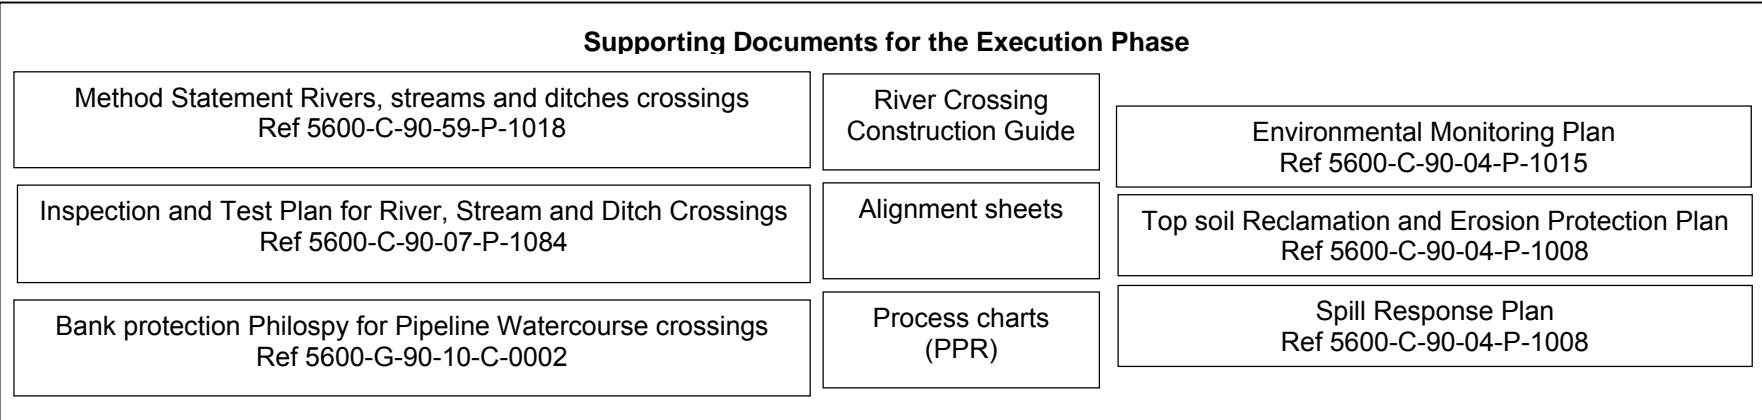 Supporting Documents for the Execution Phase
Method Statement Rivers, streams and ditches crossings
Ref 5600-C-90-59-P-1018
Inspection and Test Plan for River, Stream and Ditch Crossings
Ref 5600-C-90-07-P-1084
Bank protection Philospy for Pipeline Watercourse crossings
Ref 5600-G-90-10-C-0002
River Crossing
Construction Guide
Alignment sheets
Process charts
(PPR)
Environmental Monitoring Plan
Ref 5600-C-90-04-P-1015
Top soil Reclamation and Erosion Protection Plan
Ref 5600-C-90-04-P-1008
Spill Response Plan
Ref 5600-C-90-04-P-1008